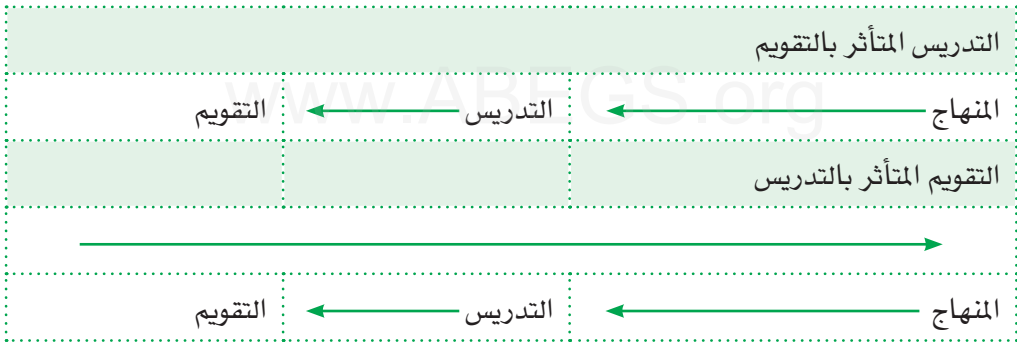 التدريس المتأثر بالتقويم
المنهاج التدريس التقويم
www.ABEGS.org
التقويم المتأثر بالتدريس
المنهاج التدريس التقويم